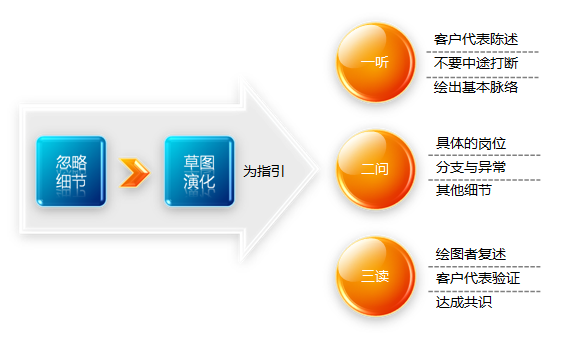 忽略
细节
草图
演化
为指引
一听
客户代表陈述
不要中途打断
绘出基本脉络
二问
具体的岗位
分支与异常
其他细节
三读
绘图者复述
客户代表验证
达成共识